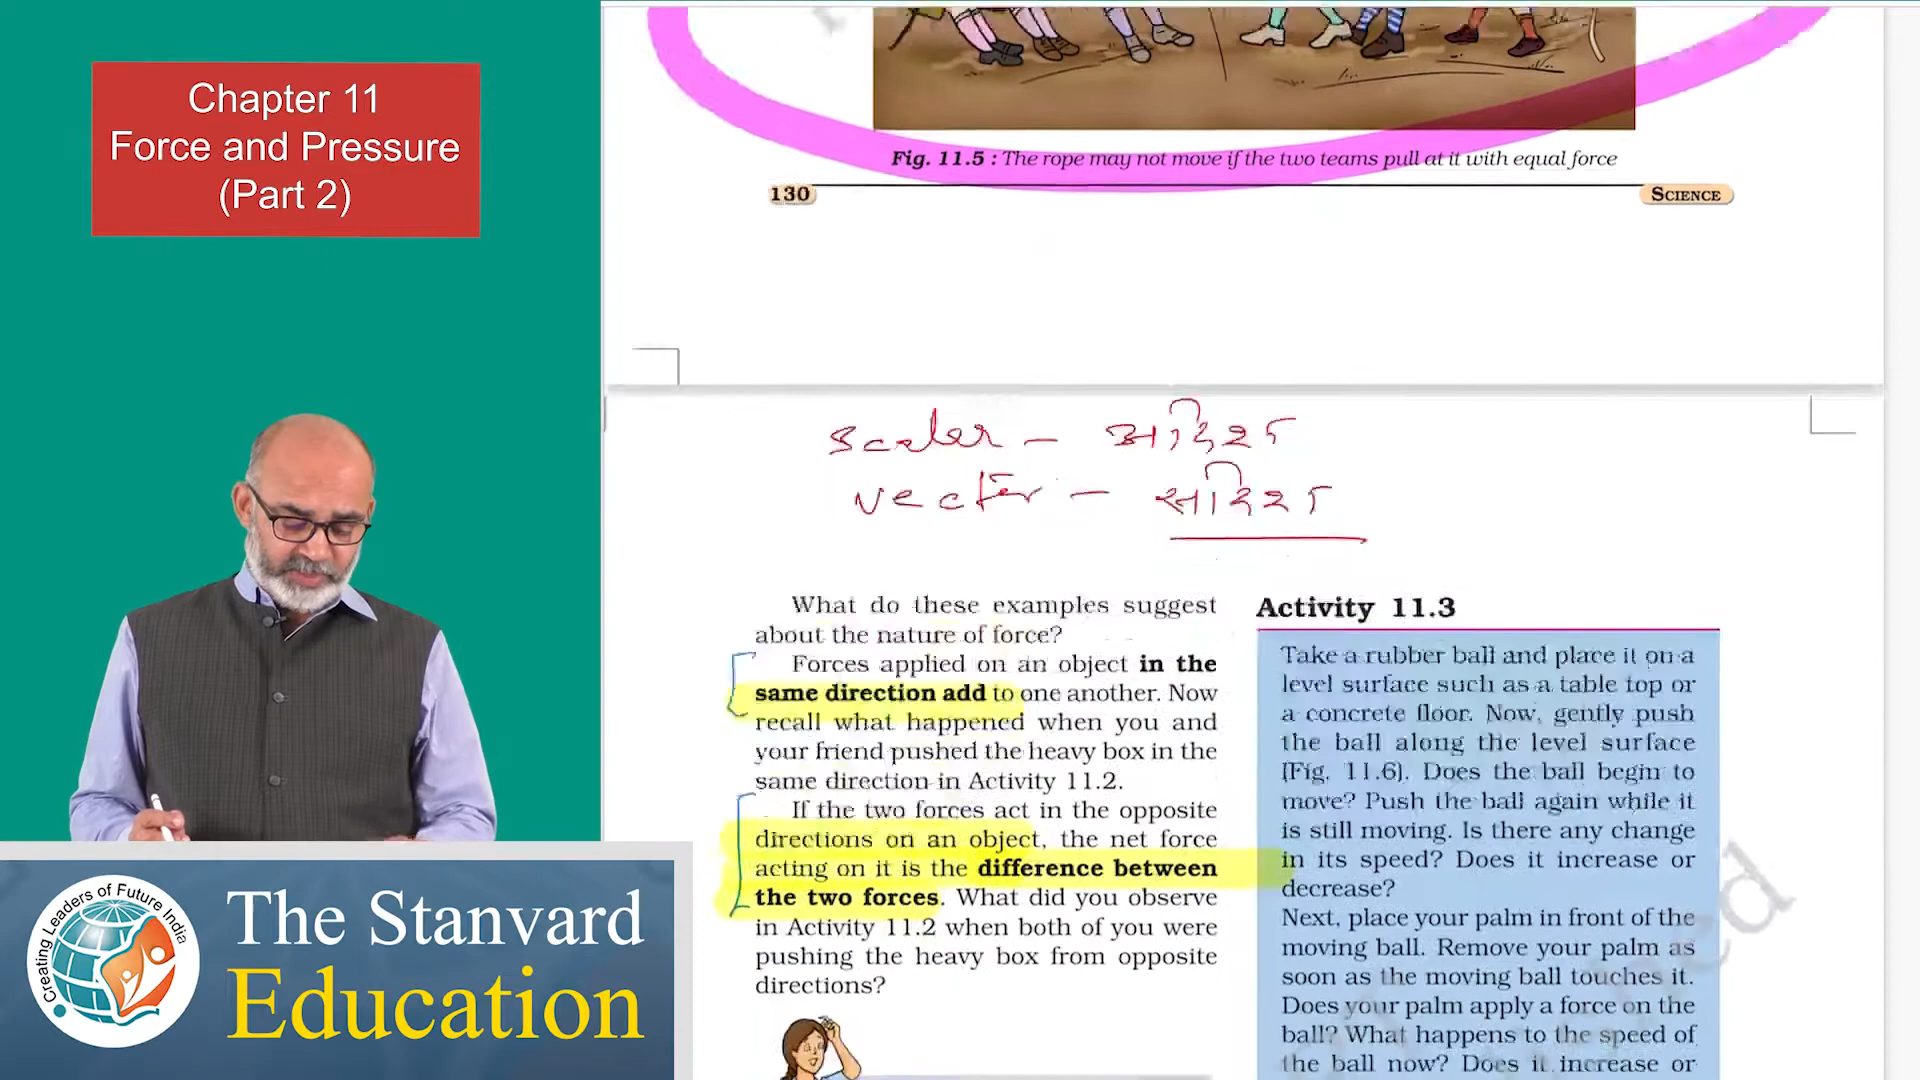 Chapter 11
Force and Pressure
(Part 2)
Fig. 11.5 : The rope may not move if the two teams pull at it with equal force
130
SCIENCE
scaler –
vector –
What do these examples suggest
about the nature of force?
Forces applied on an object in the
same direction add to one another. Now
recall what happened when you and
your friend pushed the heavy box in the
same direction in Activity 11.2.
If the two forces act in the opposite
directions on an object, the net force
acting on it is the difference between
the two forces. What did you observe
in Activity 11.2 when both of you were
pushing the heavy box from opposite
directions?
Activity 11.3
Take a rubber ball and place it on a
level surface such as a table top or
a concrete floor. Now, gently push
the ball along the level surface
(Fig. 11.6). Does the ball begin to
move? Push the ball again while it
is still moving. Is there any change
in its speed? Does it increase or
decrease?
Next, place your palm in front of the
moving ball. Remove your palm as
soon as the moving ball touches it.
Does your palm apply a force on the
ball? What happens to the speed of
the ball now? Does it increase or
Creating Leaders of Future India
The Stanvard
Education